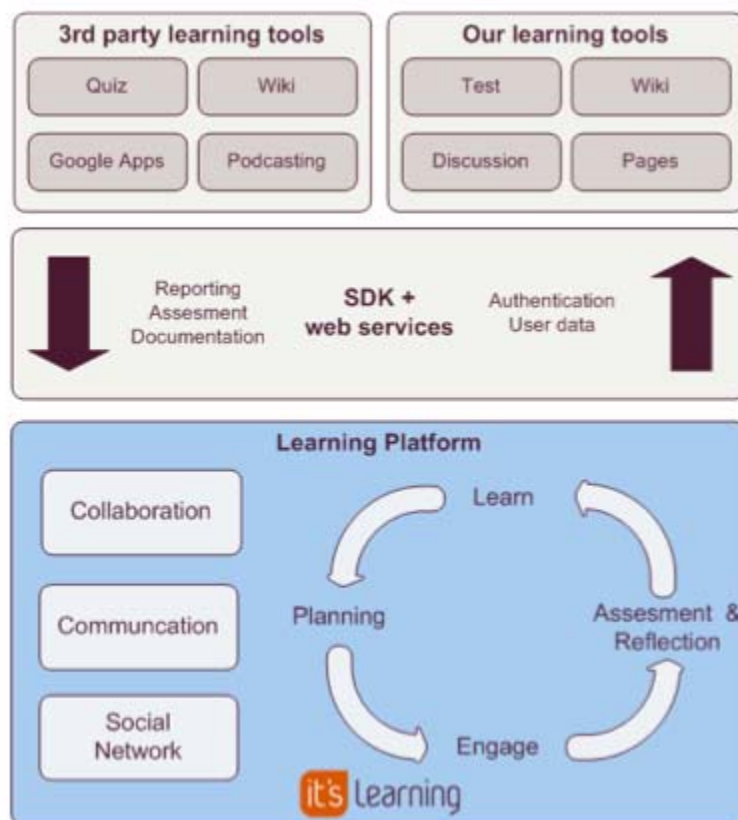 3rd party learning tools
Quiz
Wiki
Google Apps
Podcasting
Our learning tools
Test
Wiki
Discussion
Pages
Reporting
Assesment
Documentation
SDK +
web services
Authentication
User data
Learning Platform
Collaboration
Communcation
Social
Network
Learn
Planning
Assesment &
Reflection
Engage
it's learning